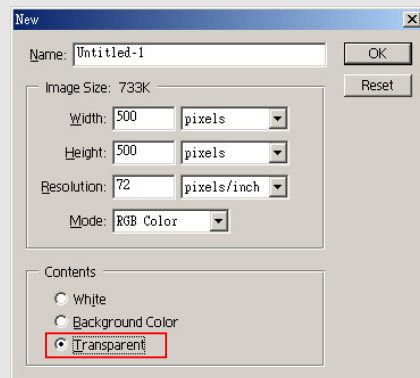 New
Name: Untitled-1
OK
Image Size: 733K
Reset
Width: 500 pixels
Height: 500 pixels
Resolution: 72 pixels/inch
Mode: RGB Color
Contents
White
Background Color
Transparent